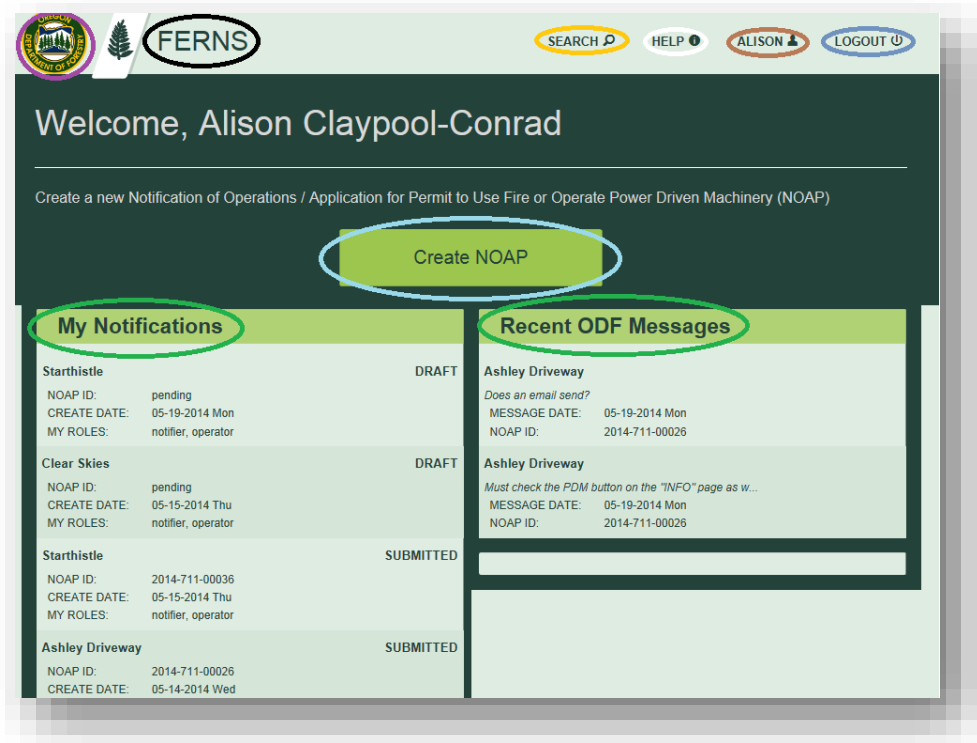 OREGON
DEPARTMENT OF FORESTRY
FERNS
SEARCH
HELP
ALISON
LOGOUT
Welcome, Alison Claypool-Conrad
Create a new Notification of Operations / Application for Permit to Use Fire or Operate Power Driven Machinery (NOAP)
Create NOAP
My Notifications
Starthistle DRAFT
NOAP ID: pending
CREATE DATE: 05-19-2014 Mon
MY ROLES: notifier, operator
Clear Skies DRAFT
NOAP ID: pending
CREATE DATE: 05-15-2014 Thu
MY ROLES: notifier, operator
Starthistle SUBMITTED
NOAP ID: 2014-711-00036
CREATE DATE: 05-15-2014 Thu
MY ROLES: notifier, operator
Ashley Driveway SUBMITTED
NOAP ID: 2014-711-00026
CREATE DATE: 05-14-2014 Wed
Recent ODF Messages
Ashley Driveway
Does an email send?
MESSAGE DATE: 05-19-2014 Mon
NOAP ID: 2014-711-00026
Ashley Driveway
Must check the PDM button on the "INFO" page as w...
MESSAGE DATE: 05-19-2014 Mon
NOAP ID: 2014-711-00026